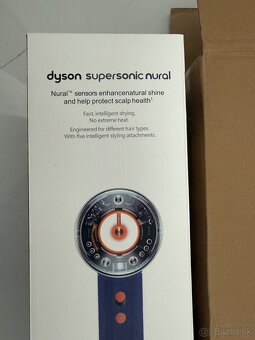 dyson supersonic nural
Nural™ sensors enhancenatural shine
and help protect scalp health¹
Fast, intelligent drying.
No extreme heat.
Engineered for different hair types.
With five intelligent styling attachments.
Bazos.sk